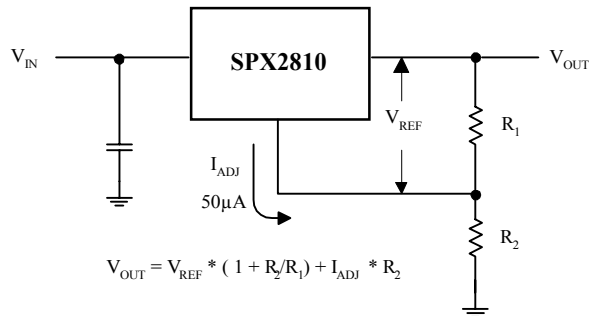 V_IN
SPX2810
V_OUT
V_REF
R_1
I_ADJ
50µA
R_2
V_OUT = V_REF * ( 1 + R_2/R_1) + I_ADJ * R_2